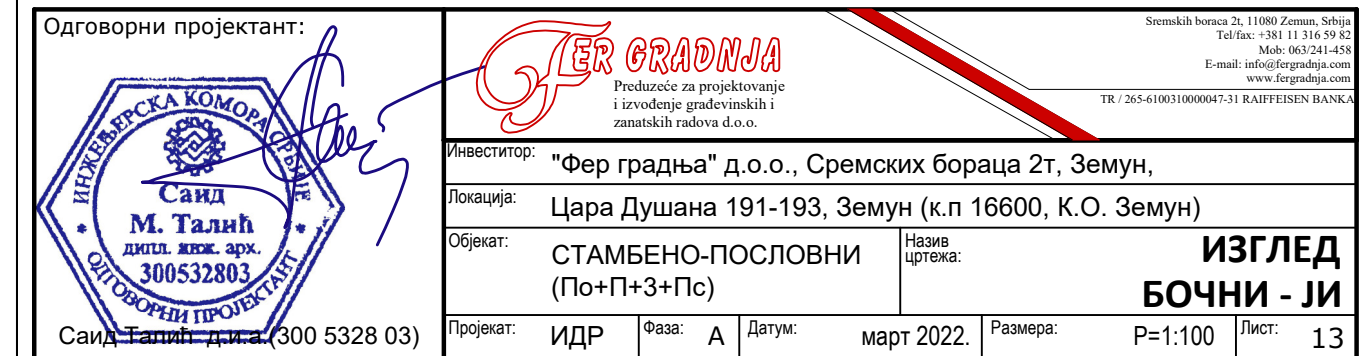 Одговорни пројектант:
ИНЖЕЊЕРСКА КОМОРА СРБИЈЕ
Саид
М. Талић
дипл. инж. арх.
300532803
ОДГОВОРНИ ПРОЈЕКТАНТ
Саид Талић д.и.а.(300 5328 03)
FER GRADNJA
Preduzeće za projektovanje
i izvođenje građevinskih i
zanatskih radova d.o.o.
Sremskih boraca 2t, 11080 Zemun, Srbija
Tel/fax: +381 11 316 59 82
Mob: 063/241-458
E-mail: info@fergradnja.com
www.fergradnja.com
TR / 265-6100310000047-31 RAIFFEISEN BANKA
Инвеститор: "Фер градња" д.о.о., Сремских бораца 2т, Земун,
Локација: Цара Душана 191-193, Земун (к.п 16600, К.О. Земун)
Објекат: СТАМБЕНО-ПОСЛОВНИ
(По+П+3+Пс)
Назив
цртежа:
ИЗГЛЕД
БОЧНИ - ЈИ
Пројекат: ИДР Фаза: А Датум: март 2022. Размера: Р=1:100 Лист: 13